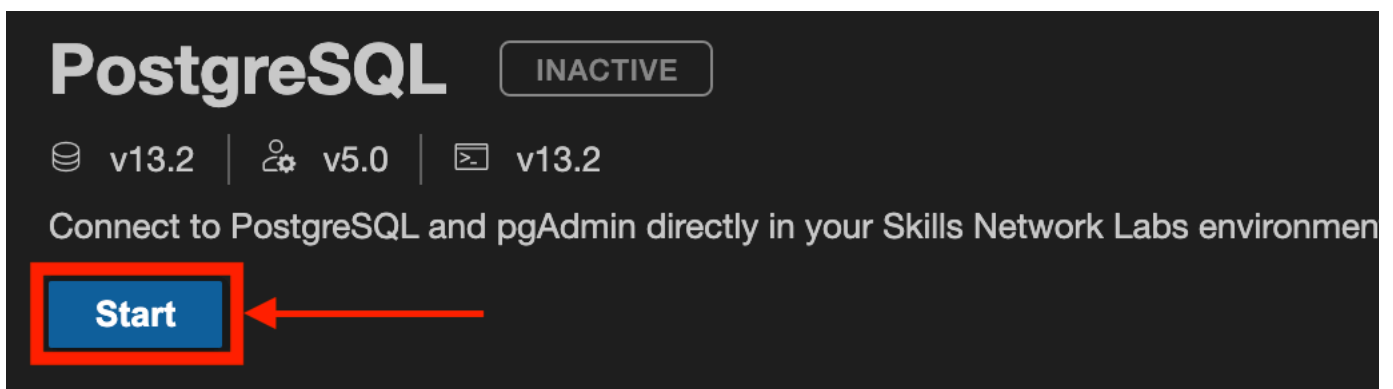 PostgreSQL INACTIVE
v13.2 v5.0 v13.2
Connect to PostgreSQL and pgAdmin directly in your Skills Network Labs environmen
Start